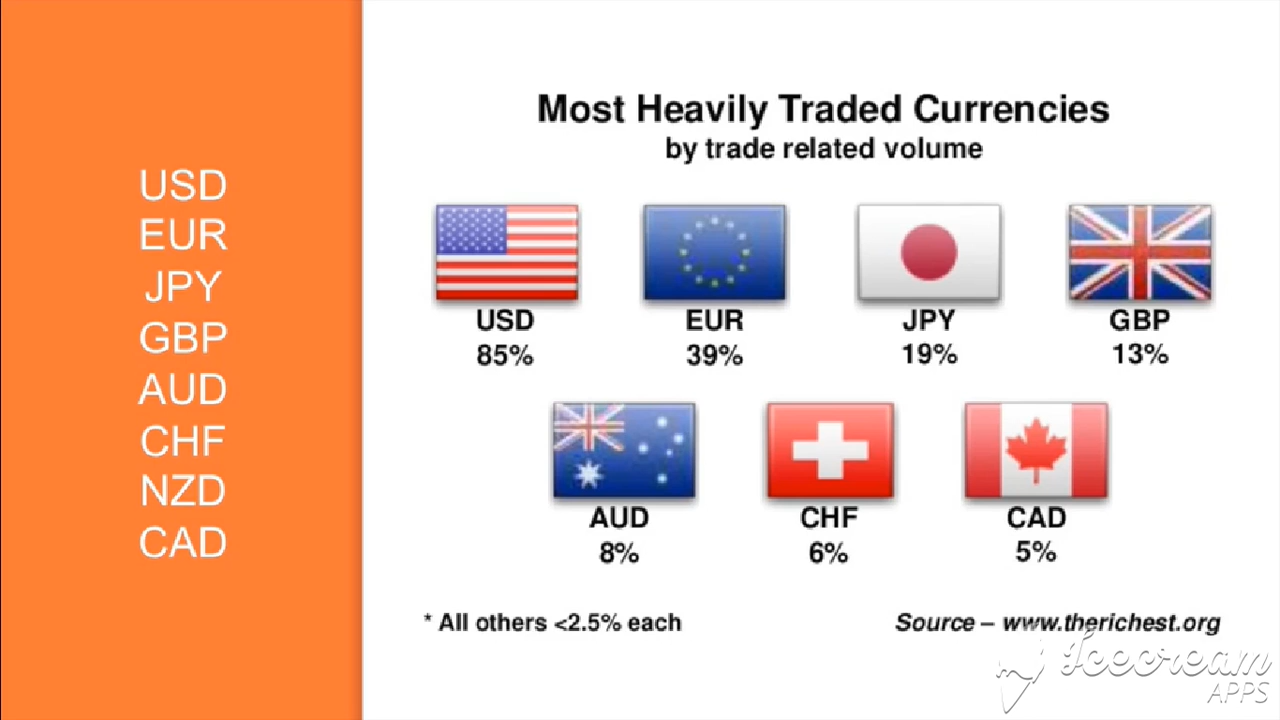 USD
EUR
JPY
GBP
AUD
CHF
NZD
CAD
Most Heavily Traded Currencies
by trade related volume
USD EUR JPY GBP
85% 39% 19% 13%
AUD CHF CAD
8% 6% 5%
* All others <2.5% each Source – www.therichest.org
Icecream
APPS